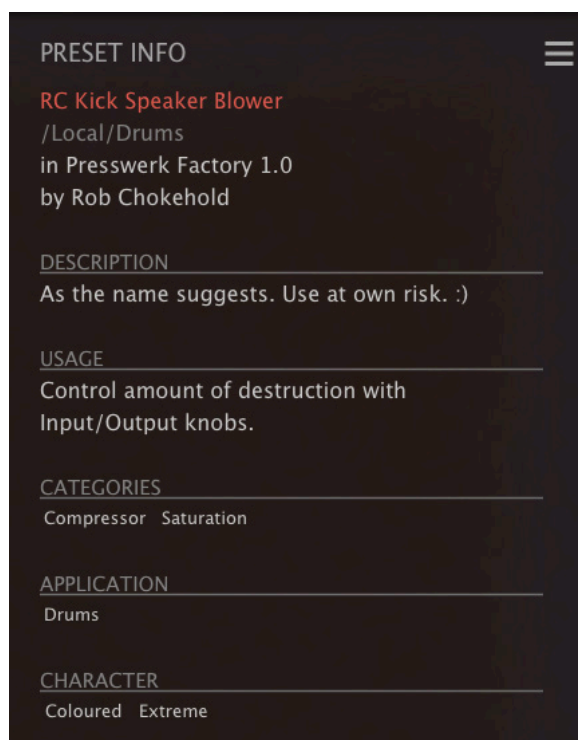 PRESET INFO
RC Kick Speaker Blower
/Local/Drums
in Presswerk Factory 1.0
by Rob Chokehold
DESCRIPTION
As the name suggests. Use at own risk. :)
USAGE
Control amount of destruction with
Input/Output knobs.
CATEGORIES
Compressor Saturation
APPLICATION
Drums
CHARACTER
Coloured Extreme